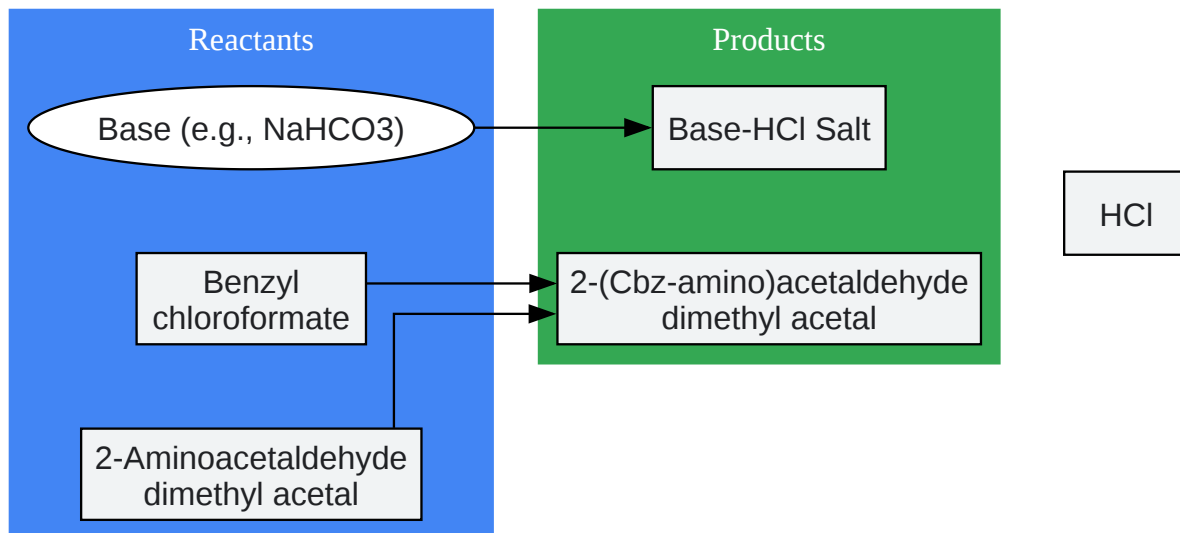 Reactants
Products
Base (e.g., NaHCO3)
Base-HCl Salt
HCl
Benzyl
chloroformate
2-(Cbz-amino)acetaldehyde
dimethyl acetal
2-Aminoacetaldehyde
dimethyl acetal